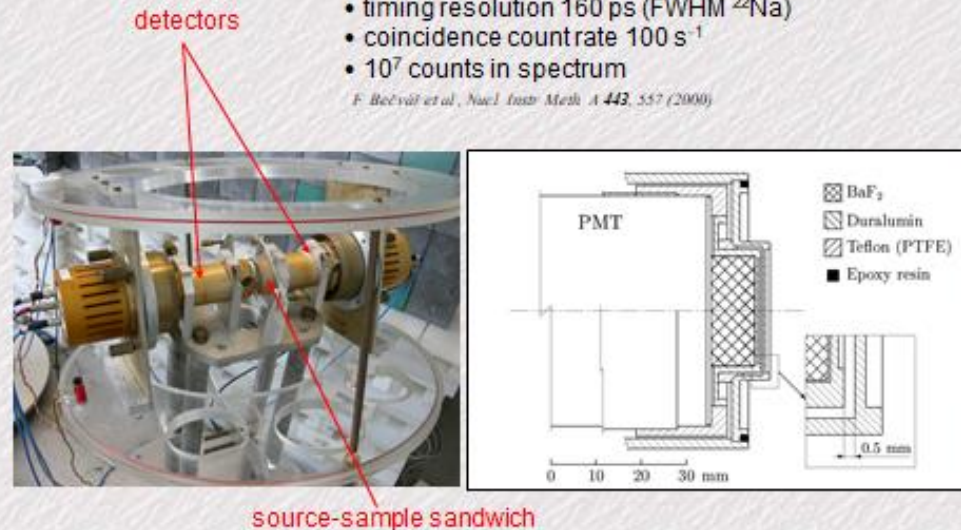 • timing resolution 160 ps (FWHM ²²Na)
detectors
• coincidence count rate 100 s⁻¹
• 10⁷ counts in spectrum
F. Bečvář et al., Nucl. Instr. Meth. A 443, 557 (2000)
PMT
BaF₂
Duralumin
Teflon (PTFE)
Epoxy resin
0.5 mm
0 10 20 30 mm
source-sample sandwich